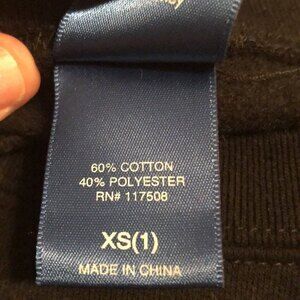 60% COTTON
40% POLYESTER
RN# 117508
XS(1)
MADE IN CHINA